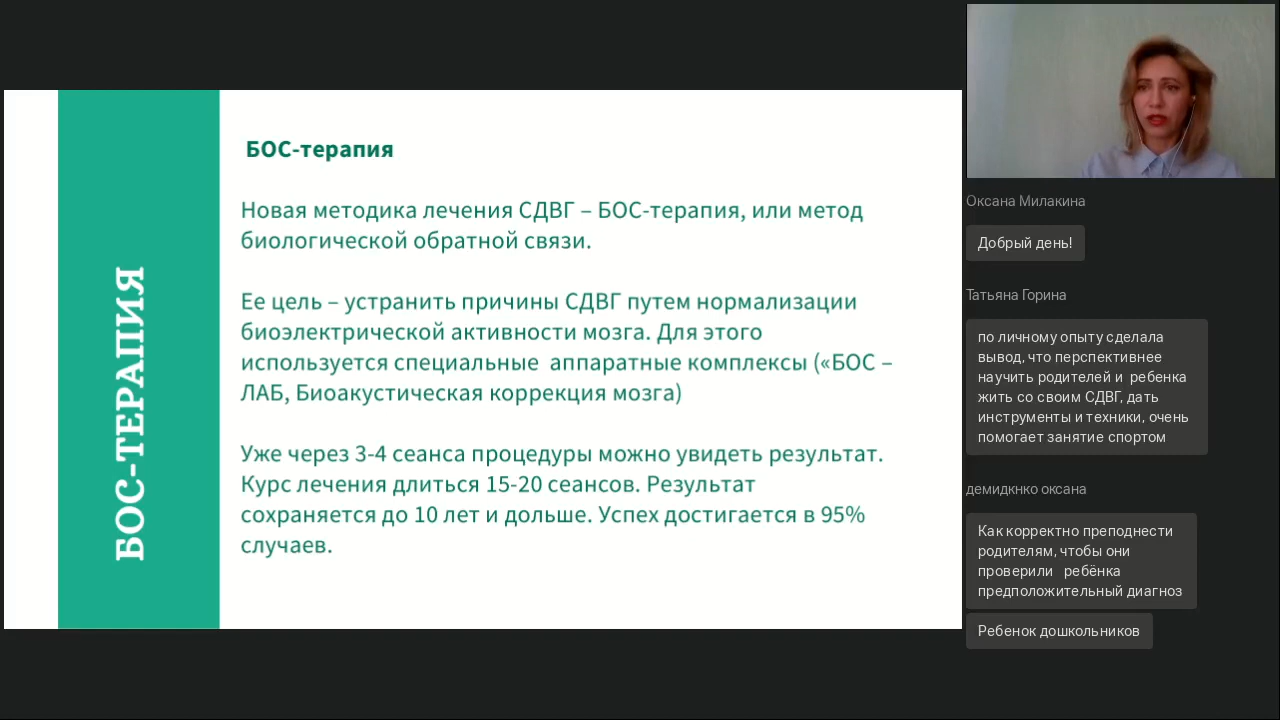 БОС-ТЕРАПИЯ
БОС-терапия
Новая методика лечения СДВГ – БОС-терапия, или метод
биологической обратной связи.
Ее цель – устранить причины СДВГ путем нормализации
биоэлектрической активности мозга. Для этого
используется специальные  аппаратные комплексы («БОС –
ЛАБ, Биоакустическая коррекция мозга)
Уже через 3-4 сеанса процедуры можно увидеть результат.
Курс лечения длиться 15-20 сеансов. Результат
сохраняется до 10 лет и дольше. Успех достигается в 95%
случаев.
Оксана Милакина
Добрый день!
Татьяна Горина
по личному опыту сделала
вывод, что перспективнее
научить родителей и  ребенка
жить со своим СДВГ, дать
инструменты и техники, очень
помогает занятие спортом
демидкнко оксана
Как корректно преподнести
родителям, чтобы они
проверили   ребёнка
предположительный диагноз
Ребенок дошкольников